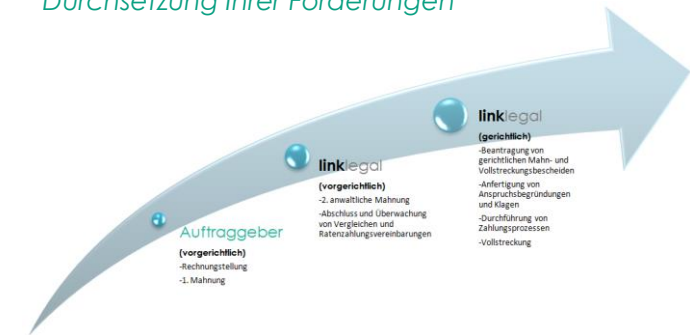 Durchsetzung Ihrer Forderungen
linklegal
(gerichtlich)
-Beantragung von
gerichtlichen Mahn- und
Vollstreckungsbescheiden
-Anfertigung von
Anspruchsbegründungen
und Klagen
-Durchführung von
Zahlungsprozessen
-Vollstreckung
linklegal
(vorgerichtlich)
-2. anwaltliche Mahnung
-Abschluss und Überwachung
von Vergleichen und
Ratenzahlungsvereinbarungen
Auftraggeber
(vorgerichtlich)
-Rechnungstellung
-1. Mahnung